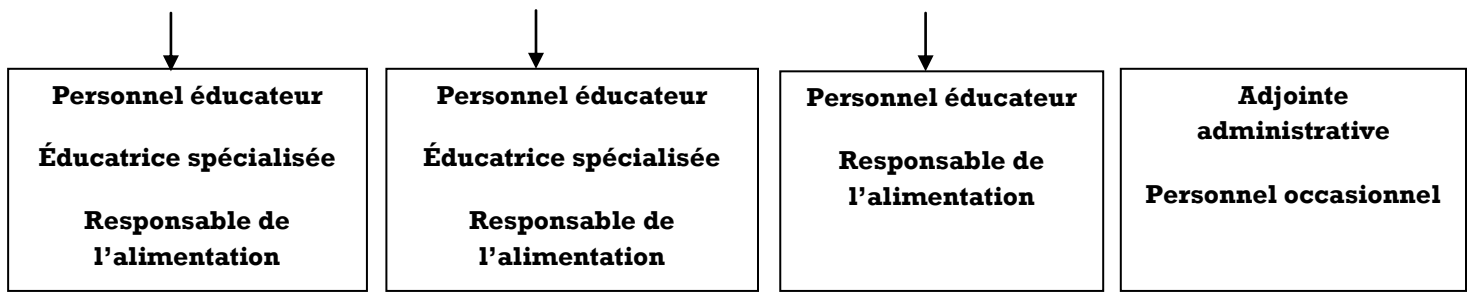 Personnel éducateur
Éducatrice spécialisée
Responsable de
l’alimentation
Personnel éducateur
Éducatrice spécialisée
Responsable de
l’alimentation
Personnel éducateur
Responsable de
l’alimentation
Adjointe
administrative
Personnel occasionnel